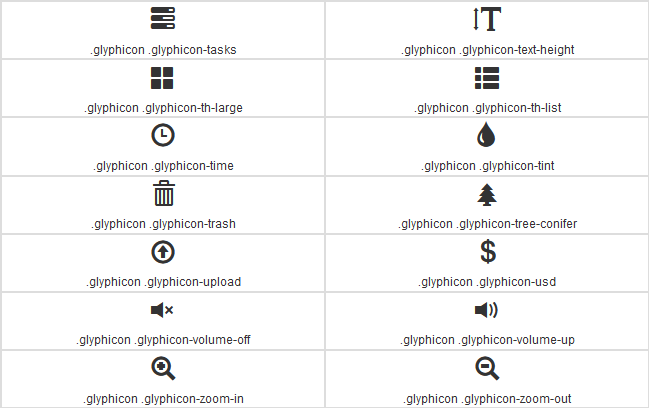 .glyphicon .glyphicon-tasks
.glyphicon .glyphicon-text-height
.glyphicon .glyphicon-th-large
.glyphicon .glyphicon-th-list
.glyphicon .glyphicon-time
.glyphicon .glyphicon-tint
.glyphicon .glyphicon-trash
.glyphicon .glyphicon-tree-conifer
.glyphicon .glyphicon-upload
$
.glyphicon .glyphicon-usd
.glyphicon .glyphicon-volume-off
.glyphicon .glyphicon-volume-up
.glyphicon .glyphicon-zoom-in
.glyphicon .glyphicon-zoom-out